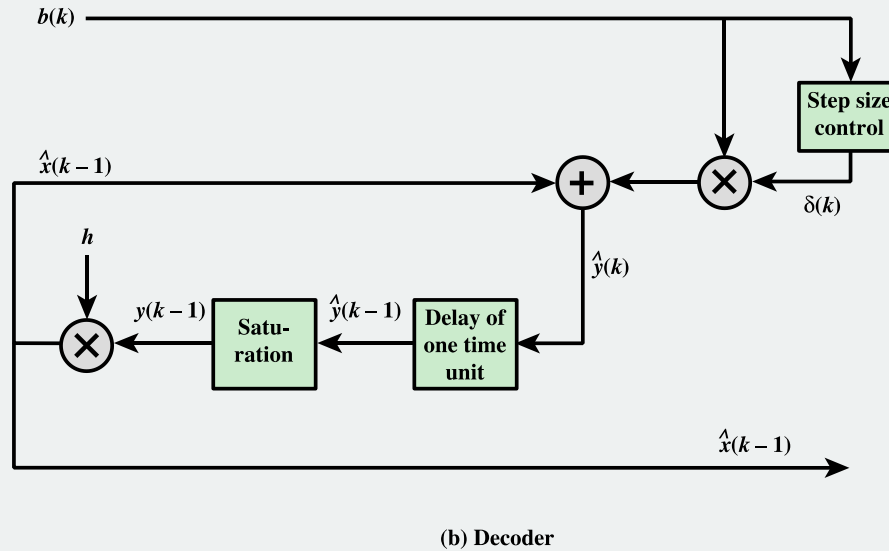 b(k)
Step size
control
x̂(k – 1)
δ(k)
h
ŷ(k)
y(k – 1)
ŷ(k – 1)
Satu-
ration
Delay of
one time
unit
x̂(k – 1)
(b) Decoder